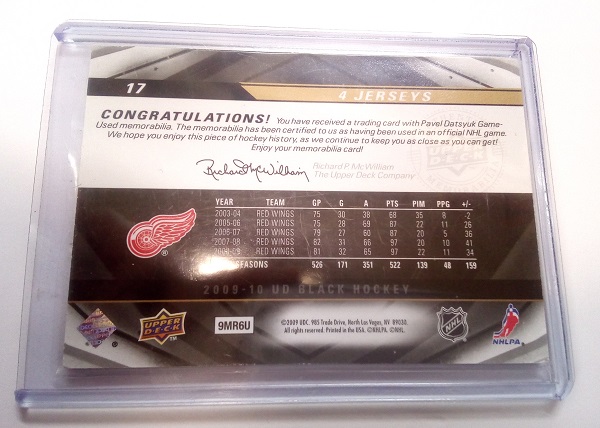 17
4 JERSEYS
CONGRATULATIONS! You have received a trading card with Pavel Datsyuk Game-
Used memorabilia. The memorabilia has been certified to us as having been used in an official NHL game.
We hope you enjoy this piece of hockey history, as we continue to keep you as close as you can get!
Enjoy your memorabilia card!
Richard McWilliam
Richard P. McWilliam
The Upper Deck Company
YEAR TEAM GP G A PTS PIM PPG +/-
2003-04 RED WINGS 75 30 38 68 35 8 -2
2005-06 RED WINGS 75 28 59 87 22 11 26
2006-07 RED WINGS 79 27 60 87 20 5 36
2007-08 RED WINGS 82 31 66 97 20 10 41
2008-09 RED WINGS 81 32 65 97 22 11 34
SEASONS 526 171 351 522 139 48 159
2009-10 UD BLACK HOCKEY
UPPER DECK TM
9MR6U
©2009 UDC. 985 Trade Drive, North Las Vegas, NV 89030.
All rights reserved. Printed in the USA. ©NHLPA. ©NHL.
NHL
NHLPA